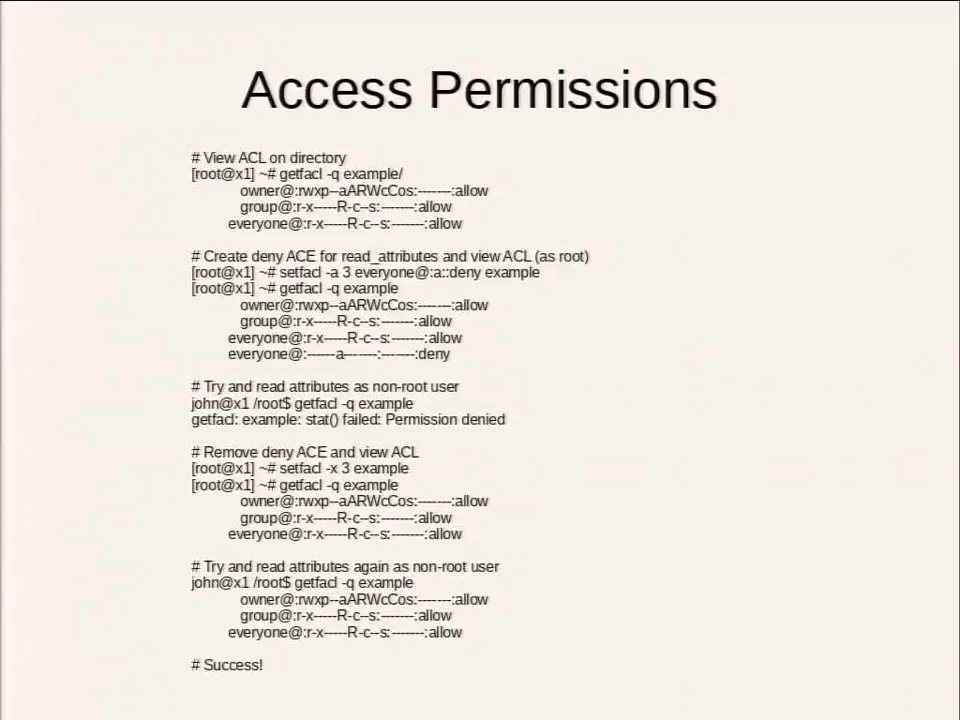 Access Permissions
# View ACL on directory
[root@x1] ~# getfacl -q example/
owner@:rwxp--aARWcCos:-------:allow
group@:r-x-----R-c--s:-------:allow
everyone@:r-x-----R-c--s:-------:allow
# Create deny ACE for read_attributes and view ACL (as root)
[root@x1] ~# setfacl -a 3 everyone@:a::deny example
[root@x1] ~# getfacl -q example
owner@:rwxp--aARWcCos:-------:allow
group@:r-x-----R-c--s:-------:allow
everyone@:r-x-----R-c--s:-------:allow
everyone@:------a-------:-------:deny
# Try and read attributes as non-root user
john@x1 /root$ getfacl -q example
getfacl: example: stat() failed: Permission denied
# Remove deny ACE and view ACL
[root@x1] ~# setfacl -x 3 example
[root@x1] ~# getfacl -q example
owner@:rwxp--aARWcCos:-------:allow
group@:r-x-----R-c--s:-------:allow
everyone@:r-x-----R-c--s:-------:allow
# Try and read attributes again as non-root user
john@x1 /root$ getfacl -q example
owner@:rwxp--aARWcCos:-------:allow
group@:r-x-----R-c--s:-------:allow
everyone@:r-x-----R-c--s:-------:allow
# Success!